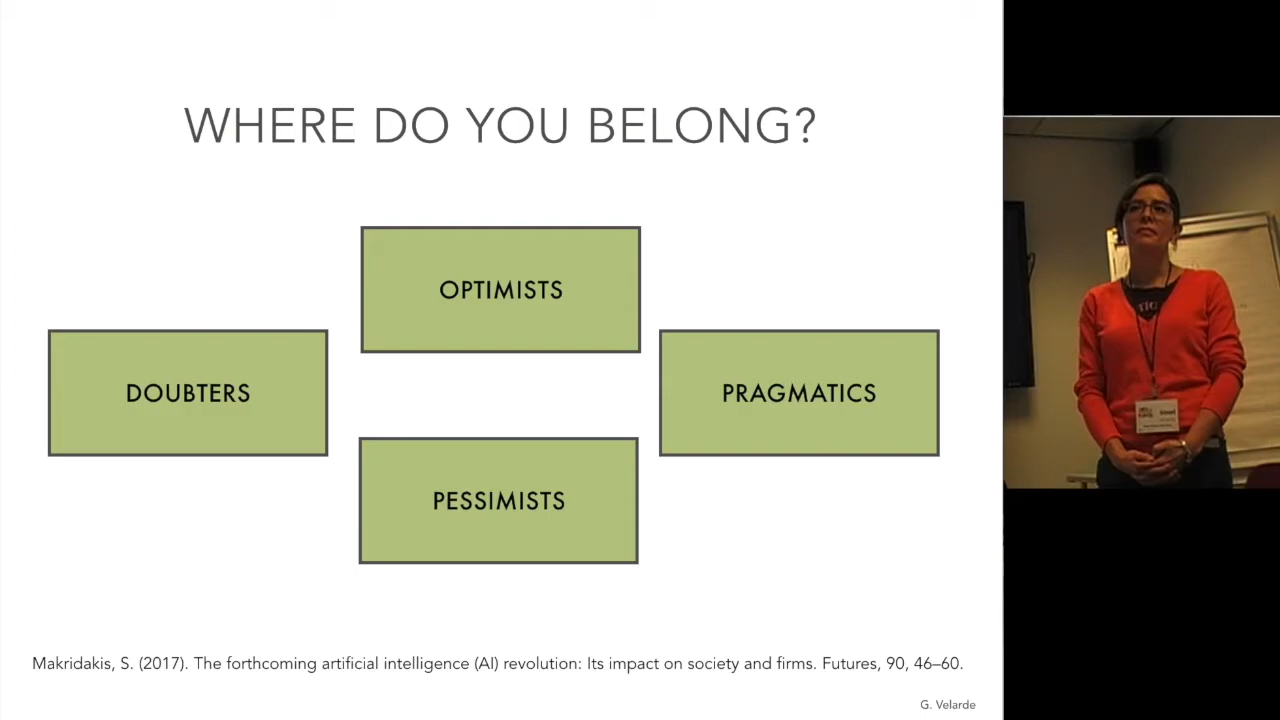 WHERE DO YOU BELONG?
OPTIMISTS
DOUBTERS
PRAGMATICS
PESSIMISTS
Makridakis, S. (2017). The forthcoming artificial intelligence (AI) revolution: Its impact on society and firms. Futures, 90, 46–60.
G. Velarde